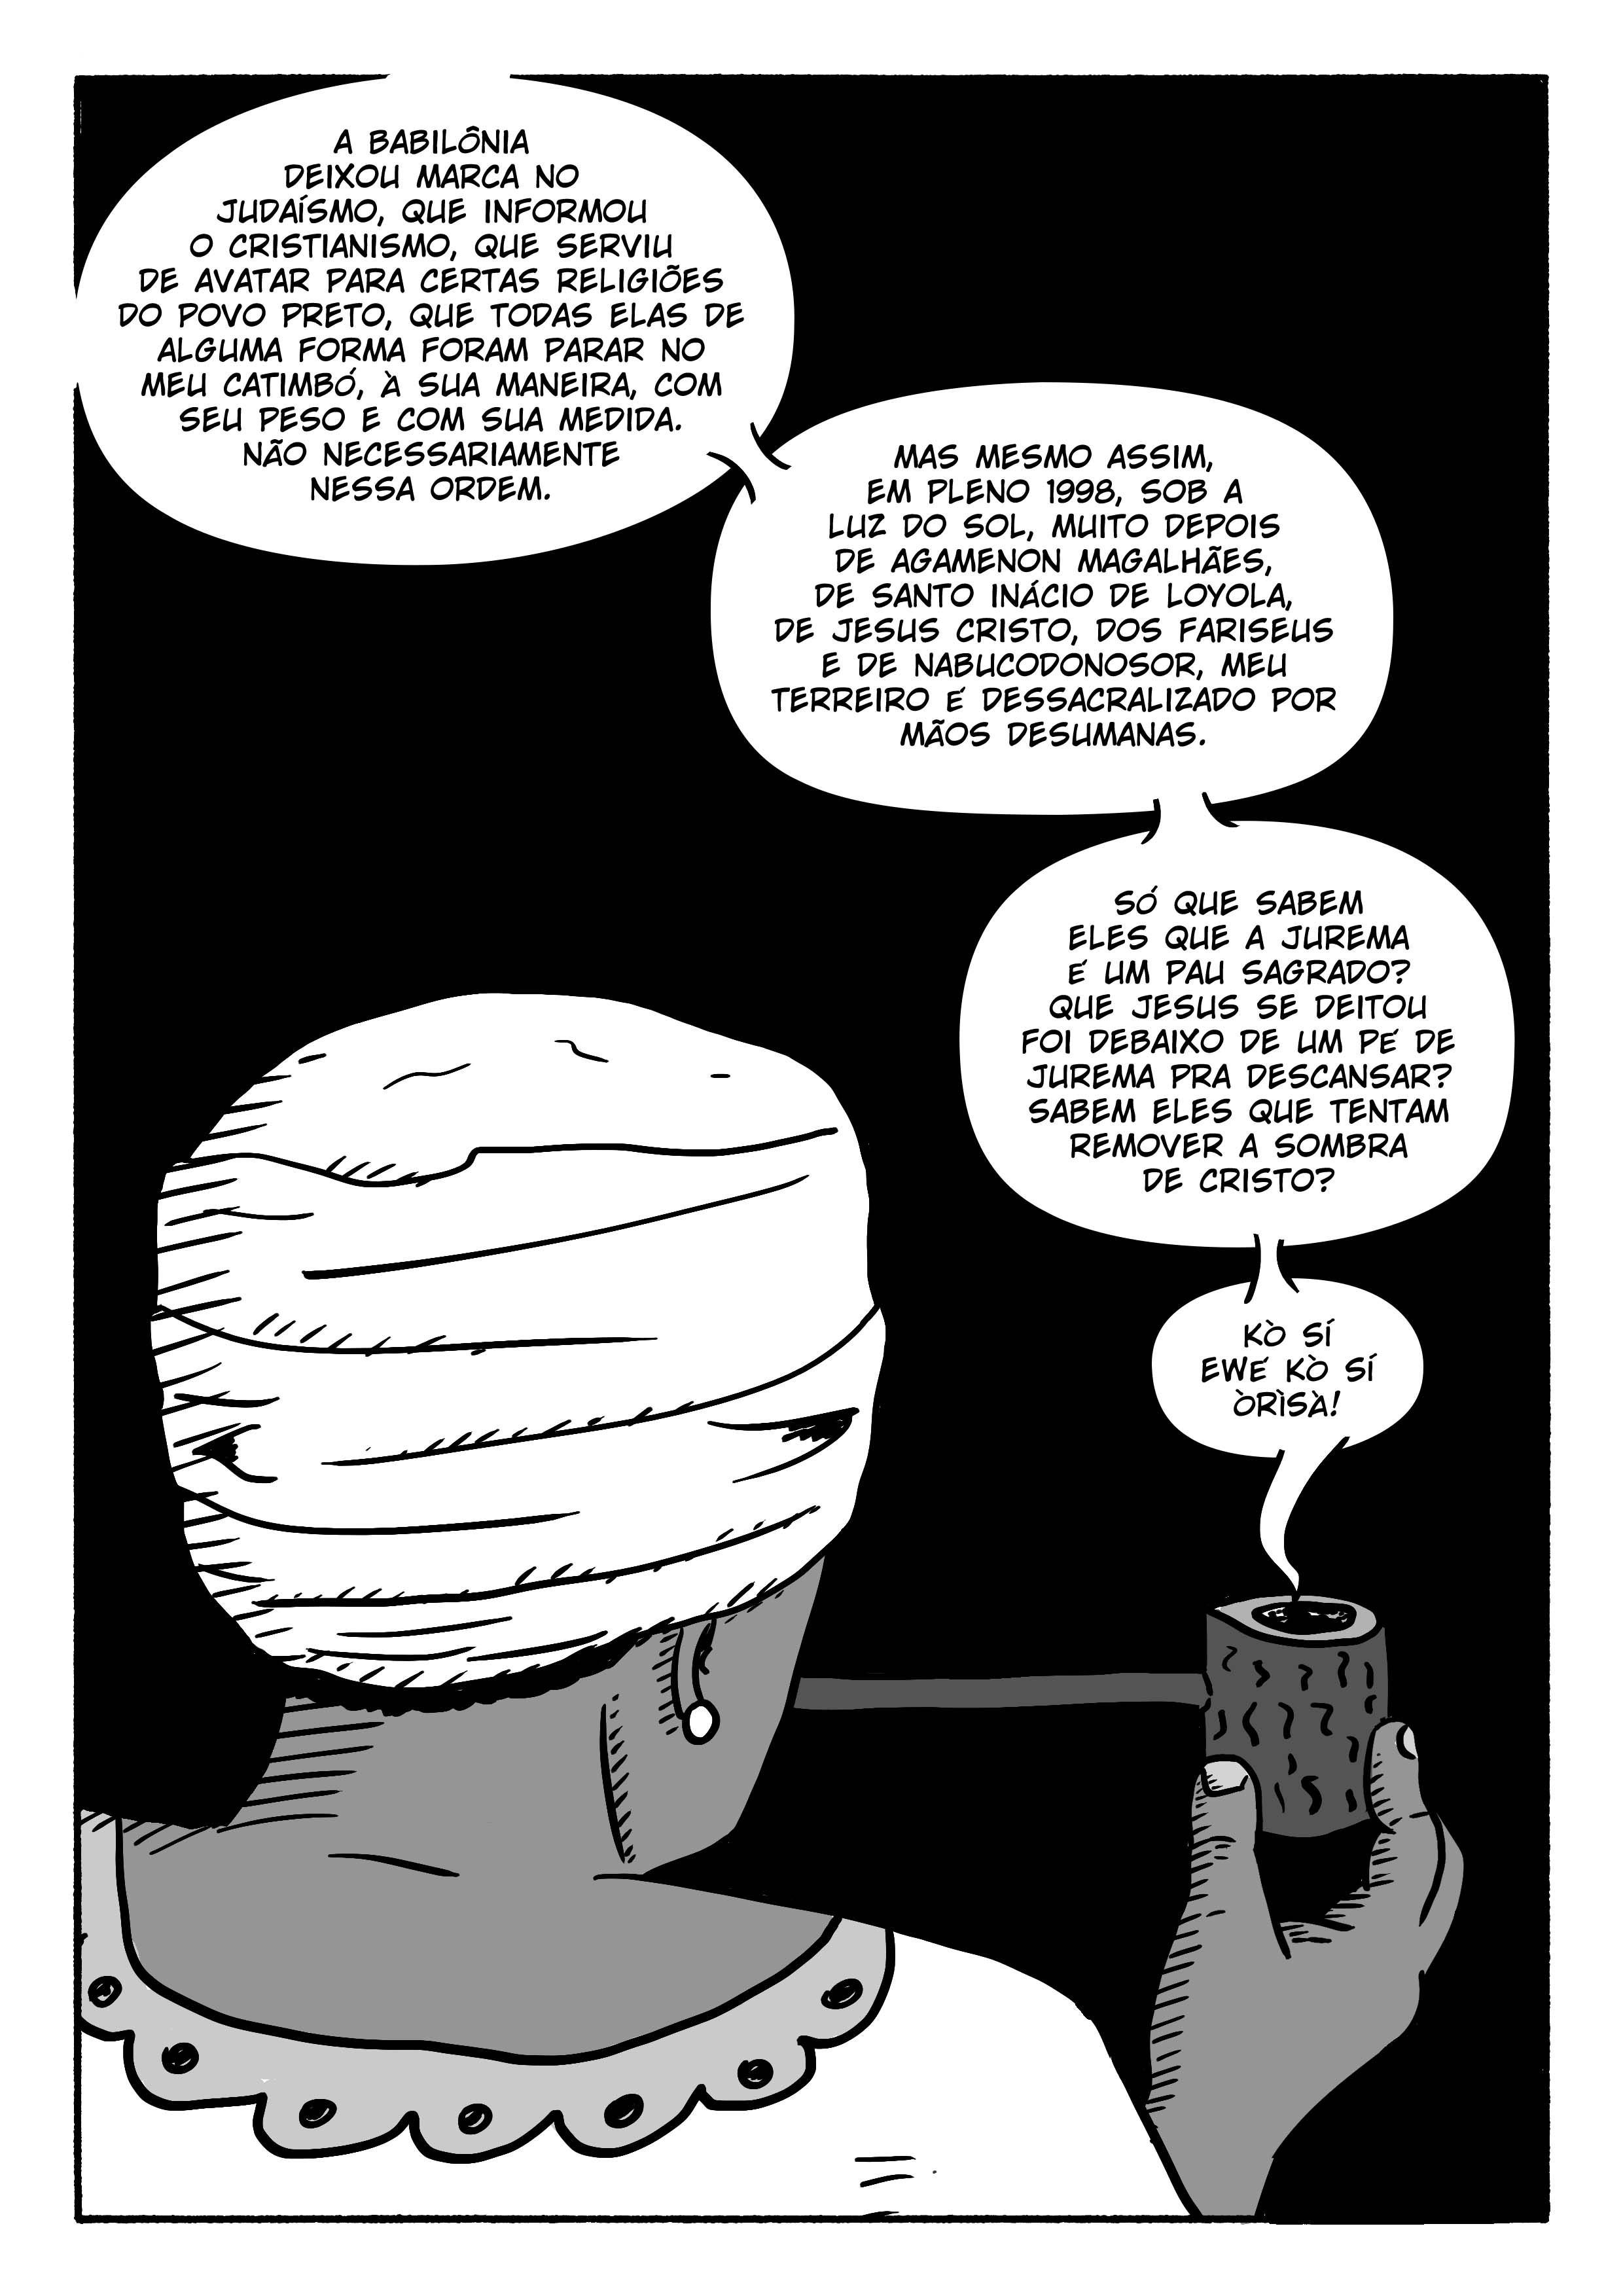 A BABILÔNIA
DEIXOU MARCA NO
JUDAÍSMO, QUE INFORMOU
O CRISTIANISMO, QUE SERVIU
DE AVATAR PARA CERTAS RELIGIÕES
DO POVO PRETO, QUE TODAS ELAS DE
ALGUMA FORMA FORAM PARAR NO
MEU CATIMBÓ, À SUA MANEIRA, COM
SEU PESO E COM SUA MEDIDA.
NÃO NECESSARIAMENTE
NESSA ORDEM.
MAS MESMO ASSIM,
EM PLENO 1998, SOB A
LUZ DO SOL, MUITO DEPOIS
DE AGAMENON MAGALHÃES,
DE SANTO INÁCIO DE LOYOLA,
DE JESUS CRISTO, DOS FARISEUS
E DE NABUCODONOSOR, MEU
TERREIRO É DESSACRALIZADO POR
MÃOS DESUMANAS.
SÓ QUE SABEM
ELES QUE A JUREMA
É UM PAU SAGRADO?
QUE JESUS SE DEITOU
FOI DEBAIXO DE UM PÉ DE
JUREMA PRA DESCANSAR?
SABEM ELES QUE TENTAM
REMOVER A SOMBRA
DE CRISTO?
KÒ SÍ
EWÉ KÒ SÍ
ÒRÌSÀ!